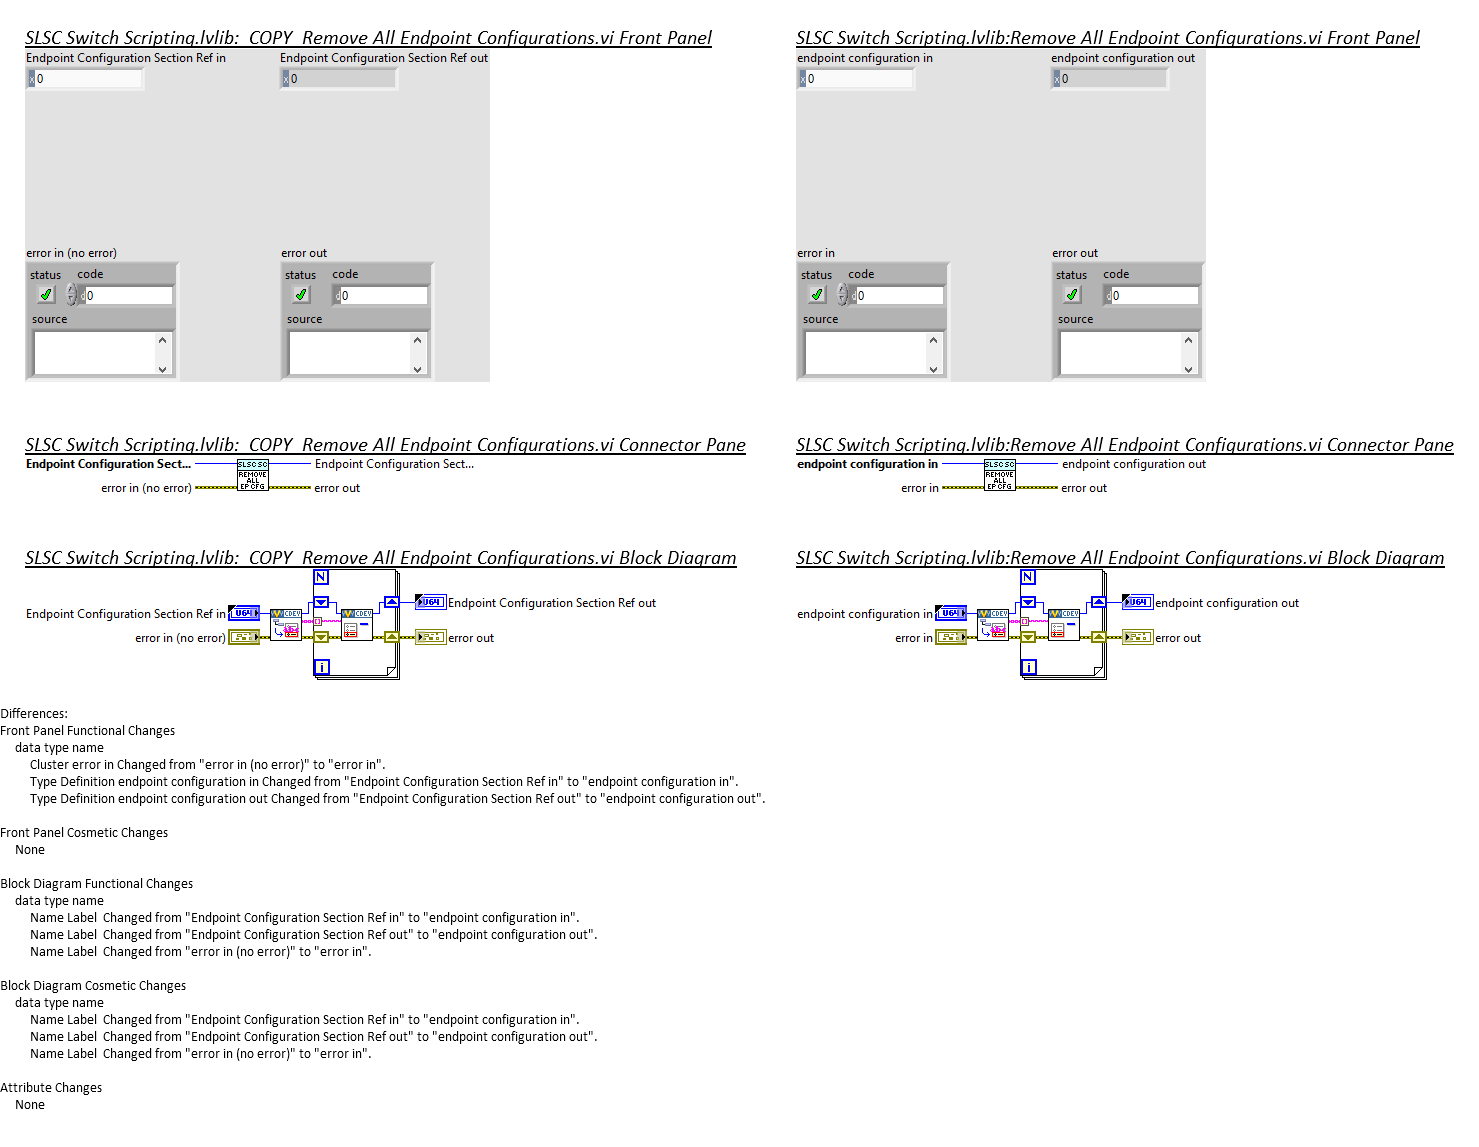 SLSC Switch Scripting.lvlib:_COPY_Remove All Endpoint Configurations.vi Front Panel
Endpoint Configuration Section Ref in
Endpoint Configuration Section Ref out
x 0
x 0
error in (no error)
error out
status code
status code
d 0
d 0
source
source
SLSC Switch Scripting.lvlib:Remove All Endpoint Configurations.vi Front Panel
endpoint configuration in
endpoint configuration out
x 0
x 0
error in
error out
status code
status code
d 0
d 0
source
source
SLSC Switch Scripting.lvlib:_COPY_Remove All Endpoint Configurations.vi Connector Pane
Endpoint Configuration Sect...
SLSC SC
Endpoint Configuration Sect...
REMOVE
ALL
EP CFG
error in (no error)
error out
SLSC Switch Scripting.lvlib:Remove All Endpoint Configurations.vi Connector Pane
endpoint configuration in
SLSC SC
endpoint configuration out
REMOVE
ALL
EP CFG
error in
error out
SLSC Switch Scripting.lvlib:_COPY_Remove All Endpoint Configurations.vi Block Diagram
N
Endpoint Configuration Section Ref in
U64
CDEV
CDEV
U64
Endpoint Configuration Section Ref out
error in (no error)
error out
i
SLSC Switch Scripting.lvlib:Remove All Endpoint Configurations.vi Block Diagram
N
endpoint configuration in
U64
CDEV
CDEV
U64
endpoint configuration out
error in
error out
i
Differences:
Front Panel Functional Changes
data type name
Cluster error in Changed from "error in (no error)" to "error in".
Type Definition endpoint configuration in Changed from "Endpoint Configuration Section Ref in" to "endpoint configuration in".
Type Definition endpoint configuration out Changed from "Endpoint Configuration Section Ref out" to "endpoint configuration out".
Front Panel Cosmetic Changes
None
Block Diagram Functional Changes
data type name
Name Label  Changed from "Endpoint Configuration Section Ref in" to "endpoint configuration in".
Name Label  Changed from "Endpoint Configuration Section Ref out" to "endpoint configuration out".
Name Label  Changed from "error in (no error)" to "error in".
Block Diagram Cosmetic Changes
data type name
Name Label  Changed from "Endpoint Configuration Section Ref in" to "endpoint configuration in".
Name Label  Changed from "Endpoint Configuration Section Ref out" to "endpoint configuration out".
Name Label  Changed from "error in (no error)" to "error in".
Attribute Changes
None